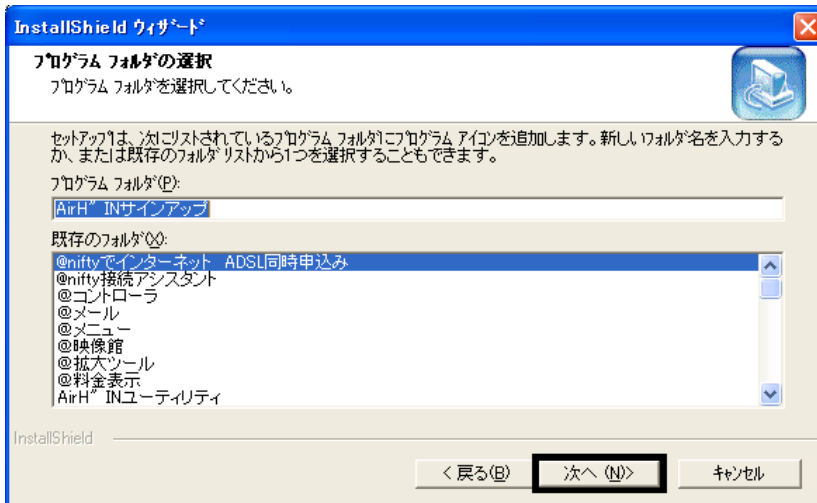 InstallShield ウィザード
プログラム フォルダの選択
プログラム フォルダを選択してください。
セットアップは、次にリストされているプログラム フォルダにプログラム アイコンを追加します。新しいフォルダ名を入力する
か、または既存のフォルダ リストから1つを選択することもできます。
プログラム フォルダ(P):
AirH" INサインアップ
既存のフォルダ(X):
@niftyでインターネット ADSL同時申込み
@nifty接続アシスタント
@コントローラ
@メール
@メニュー
@映像館
@拡大ツール
@料金表示
AirH" INユーティリティ
InstallShield
< 戻る(B) 次へ (N)> キャンセル